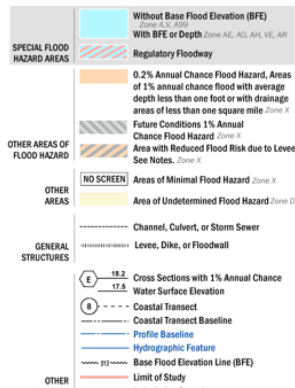 Without Base Flood Elevation (BFE)
Zone A,V, A99
With BFE or Depth Zone AE, AO, AH, VE, AR
SPECIAL FLOOD
HAZARD AREAS
Regulatory Floodway
0.2% Annual Chance Flood Hazard, Areas
of 1% annual chance flood with average
depth less than one foot or with drainage
areas of less than one square mile Zone X
Future Conditions 1% Annual
Chance Flood Hazard Zone X
OTHER AREAS OF
FLOOD HAZARD
Area with Reduced Flood Risk due to Levee
See Notes. Zone X
NO SCREEN Areas of Minimal Flood Hazard Zone X
OTHER
AREAS
Area of Undetermined Flood Hazard Zone D
Channel, Culvert, or Storm Sewer
GENERAL
STRUCTURES
Levee, Dike, or Floodwall
E 18.2 Cross Sections with 1% Annual Chance
17.5 Water Surface Elevation
8 Coastal Transect
Coastal Transect Baseline
Profile Baseline
Hydrographic Feature
513 Base Flood Elevation Line (BFE)
OTHER
Limit of Study